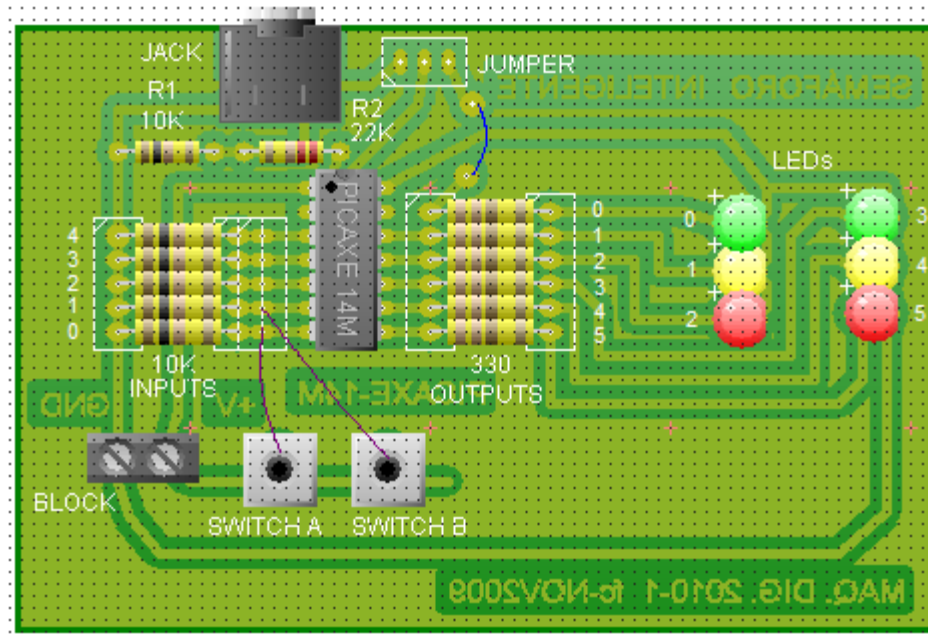 JACK
JUMPER
SEMÁFORO INTELIGENTE
R1
10K
R2
22K
LEDs
PICAXE 14M
4
3
2
1
0
0
1
2
3
4
5
0
1
2
3
4
5
10K
INPUTS
330
OUTPUTS
GND
+V
AXE-14M
BLOCK
SWITCH A
SWITCH B
MAQ. DIG. 2010-1 fc-NOV2009